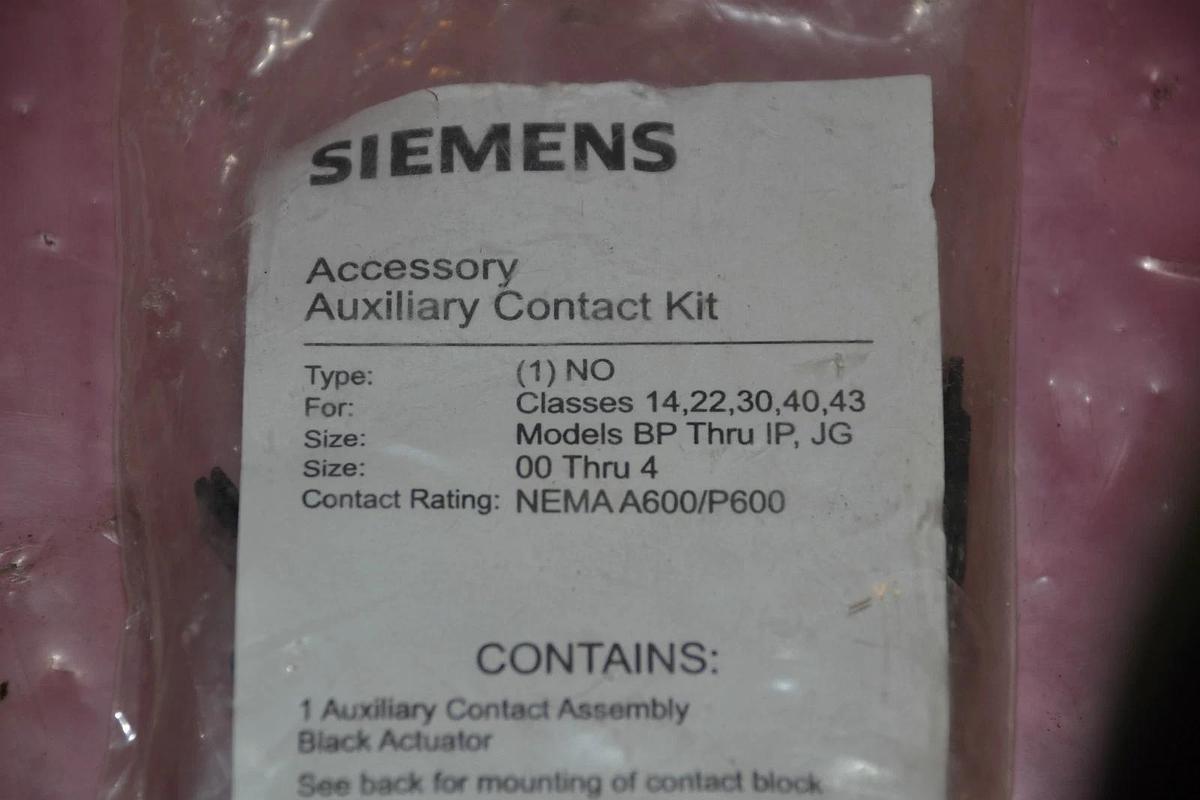 SIEMENS
Accessory
Auxiliary Contact Kit
Type: (1) NO
For: Classes 14,22,30,40,43
Size: Models BP Thru IP, JG
Size: 00 Thru 4
Contact Rating: NEMA A600/P600
CONTAINS:
1 Auxiliary Contact Assembly
Black Actuator
See back for mounting of contact block